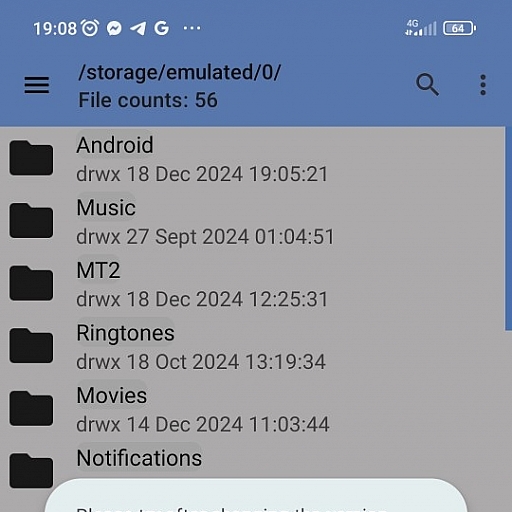 19:08 4G 64
/storage/emulated/0/
File counts: 56
Android
drwx 18 Dec 2024 19:05:21
Music
drwx 27 Sept 2024 01:04:51
MT2
drwx 18 Dec 2024 12:25:31
Ringtones
drwx 18 Oct 2024 13:19:34
Movies
drwx 14 Dec 2024 11:03:44
Notifications